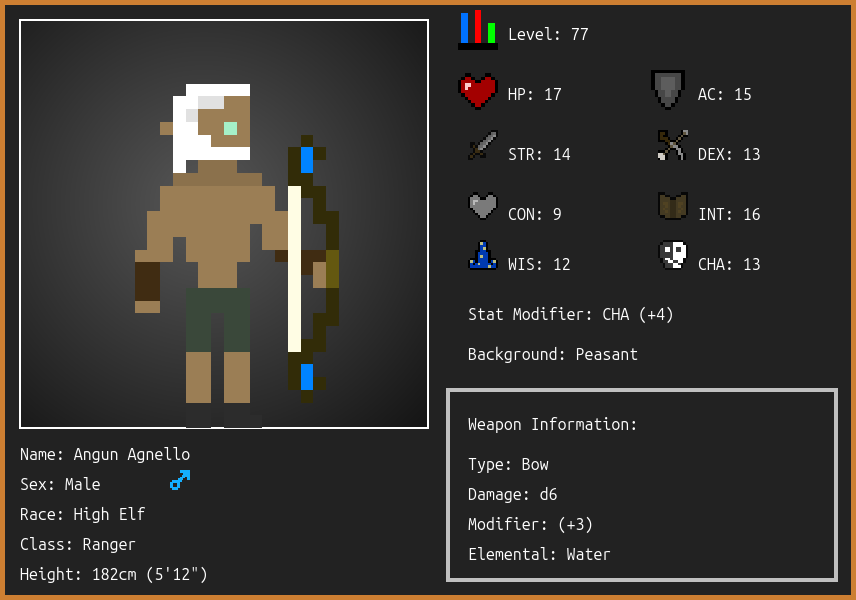 Level: 77
HP: 17
AC: 15
STR: 14
DEX: 13
CON: 9
INT: 16
WIS: 12
CHA: 13
Stat Modifier: CHA (+4)
Background: Peasant
Weapon Information:
Type: Bow
Damage: d6
Modifier: (+3)
Elemental: Water
Name: Angun Agnello
Sex: Male
Race: High Elf
Class: Ranger
Height: 182cm (5'12")